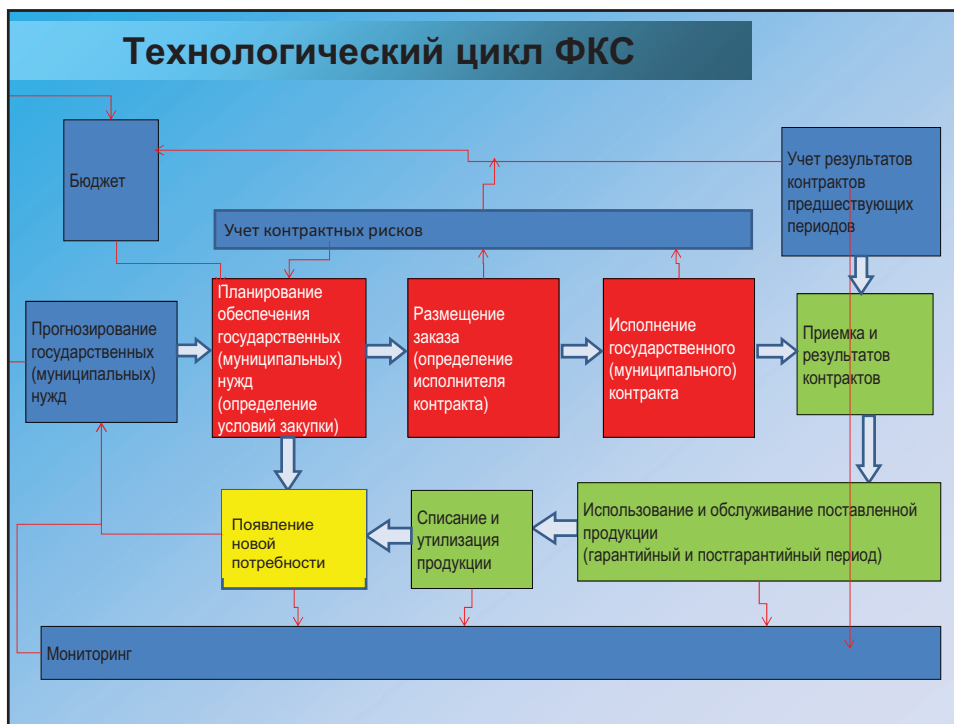 Технологический цикл ФКС
Бюджет
Учет результатов
контрактов
предшествующих
периодов
Учет контрактных рисков
Прогнозирование
государственных
(муниципальных)
нужд
Планирование
обеспечения
государственных
(муниципальных)
нужд
(определение
условий закупки)
Размещение
заказа
(определение
исполнителя
контракта)
Исполнение
государственного
(муниципального)
контракта
Приемка и
результатов
контрактов
Появление
новой
потребности
Списание и
утилизация
продукции
Использование и обслуживание поставленной
продукции
(гарантийный и постгарантийный период)
Мониторинг